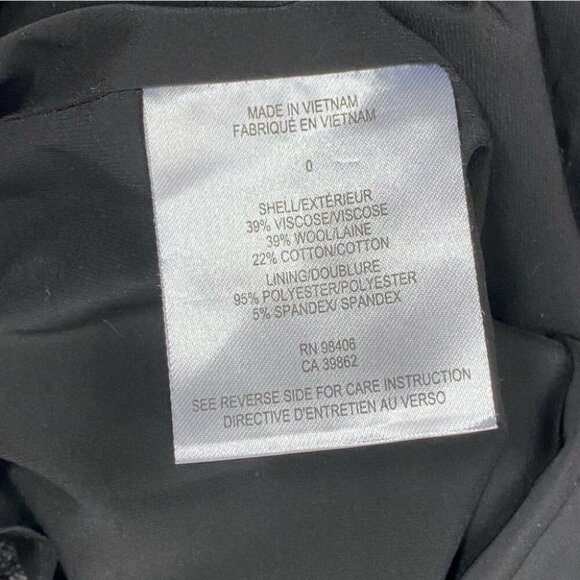 MADE IN VIETNAM
FABRIQUÉ EN VIETNAM
0
SHELL/EXTÉRIEUR
39% VISCOSE/VISCOSE
39% WOOL/LAINE
22% COTTON/COTTON
LINING/DOUBLURE
95% POLYESTER/POLYESTER
5% SPANDEX/ SPANDEX
RN 98406
CA 39862
SEE REVERSE SIDE FOR CARE INSTRUCTION
DIRECTIVE D'ENTRETIEN AU VERSO